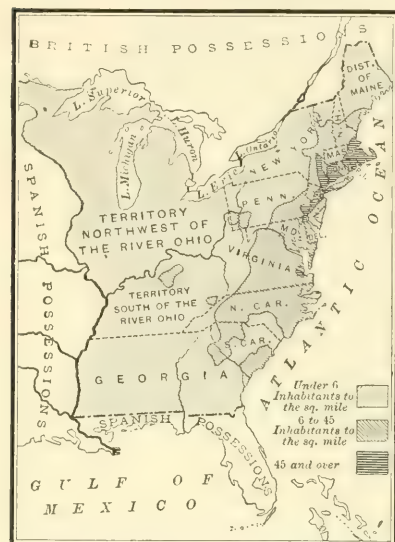 BRITISH POSSESSIONS
DIST.
OF
MAINE
L. Superior
L. Huron
L. Michigan
Ontario
L. Erie
NEW YORK
N.H.
MASS.
PENN.
MD.
DEL.
TERRITORY
NORTHWEST OF
THE RIVER OHIO
VIRGINIA
TERRITORY
SOUTH OF THE
RIVER OHIO
N. CAR.
S. CAR.
GEORGIA
SPANISH POSSESSIONS
SPANISH POSSESSIONS
ATLANTIC OCEAN
GULF OF
MEXICO
Under 6
Inhabitants to
the sq. mile
6 to 45
Inhabitants to
the sq. mile
45 and over